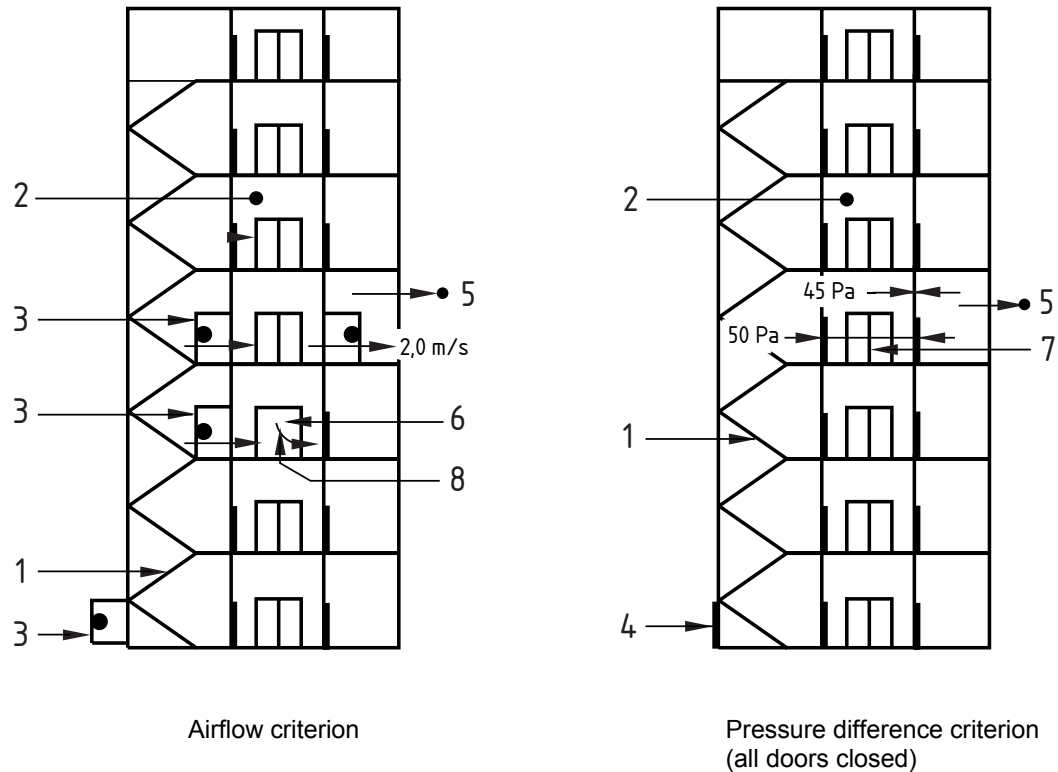 2
5
3
2,0 m/s
3
6
8
1
3
Airflow criterion
2
45 Pa
5
50 Pa
7
1
4
Pressure difference criterion
(all doors closed)